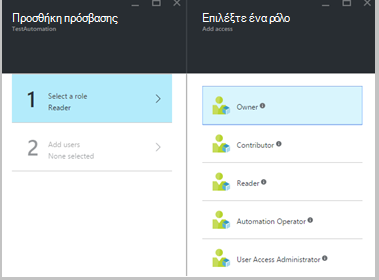 Προσθήκη πρόσβασης
TestAutomation
1
Select a role
Reader
2
Add users
None selected
Επιλέξτε ένα ρόλο
Add access
Owner
Contributor
Reader
Automation Operator
User Access Administrator